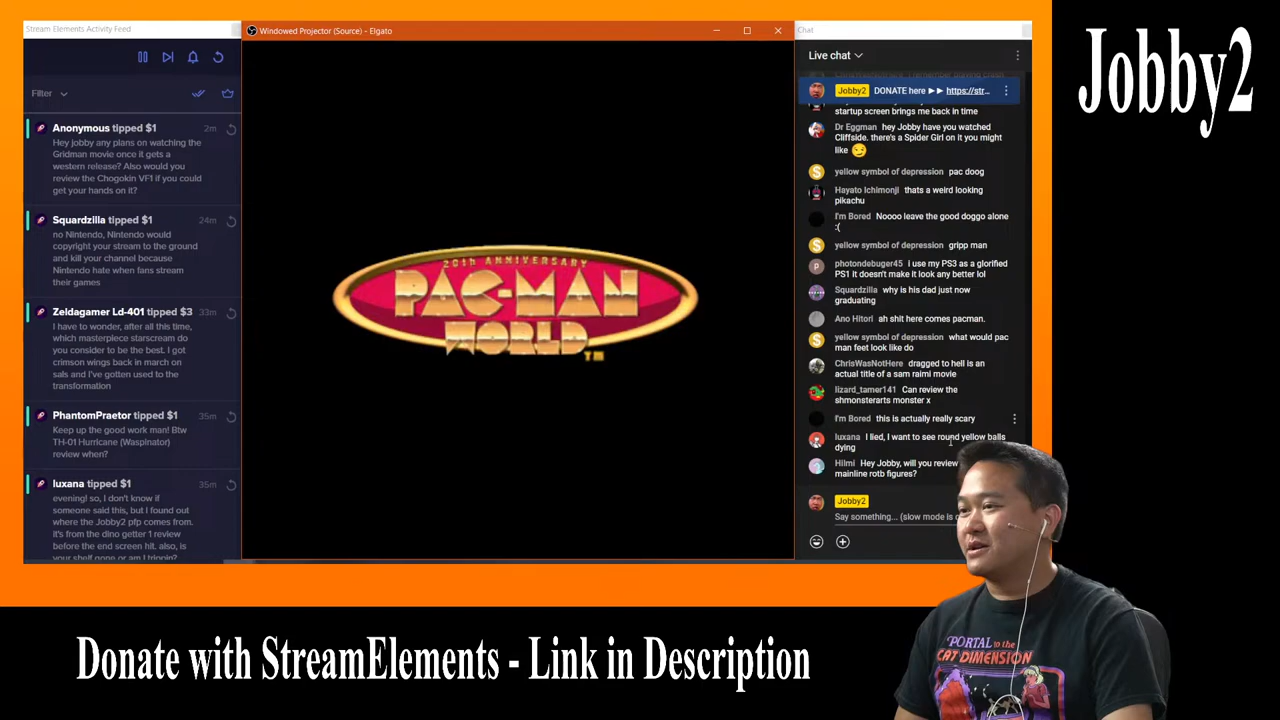 Stream Elements Activity Feed
Filter
Anonymous tipped $1
2m
Hey jobby any plans on watching the
Gridman movie once it gets a
western release? Also would you
review the Chogokin VF1 if you could
get your hands on it?
Squardzilla tipped $1
24m
no Nintendo, Nintendo would
copyright your stream to the ground
and kill your channel because
Nintendo hate when fans stream
their games
Zeldagamer Ld-401 tipped $3
33m
I have to wonder, after all this time,
which masterpiece starscream do
you consider to be the best. I got
crimson wings back in march on
sals and I've gotten used to the
transformation
PhantomPraetor tipped $1
35m
Keep up the good work man! Btw
TH-01 Hurricane (Waspinator)
review when?
luxana tipped $1
35m
evening! so, I don't know if
someone said this, but I found out
where the Jobby2 pfp comes from.
it's from the dino getter 1 review
before the end screen hit. also, is
your shelf gone or am I trippin?
Windowed Projector (Source) - Elgato
20th ANNIVERSARY
PAC-MAN
WORLD™
Chat
Live chat
Jobby2 DONATE here ►► https://str...
startup screen brings me back in time
Dr Eggman hey Jobby have you watched
Cliffside. there's a Spider Girl on it you might
like 😏
yellow symbol of depression pac doog
Hayato Ichimonji thats a weird looking
pikachu
I'm Bored Noooo leave the good doggo alone
:(
yellow symbol of depression gripp man
photondebuger45 i use my PS3 as a glorified
PS1 it doesn't make it look any better lol
Squardzilla why is his dad just now
graduating
Ano Hitori ah shit here comes pacman.
yellow symbol of depression what would pac
man feet look like do
ChrisWasNotHere dragged to hell is an
actual title of a sam raimi movie
lizard_tamer141 Can review the
shmonsterarts monster x
I'm Bored this is actually really scary
luxana I lied, I want to see round yellow balls
dying
Hilmi Hey Jobby, will you review
mainline rotb figures?
Jobby2
Say something... (slow mode is
Jobby2
PORTAL to the
CAT DIMENSION
Donate with StreamElements - Link in Description